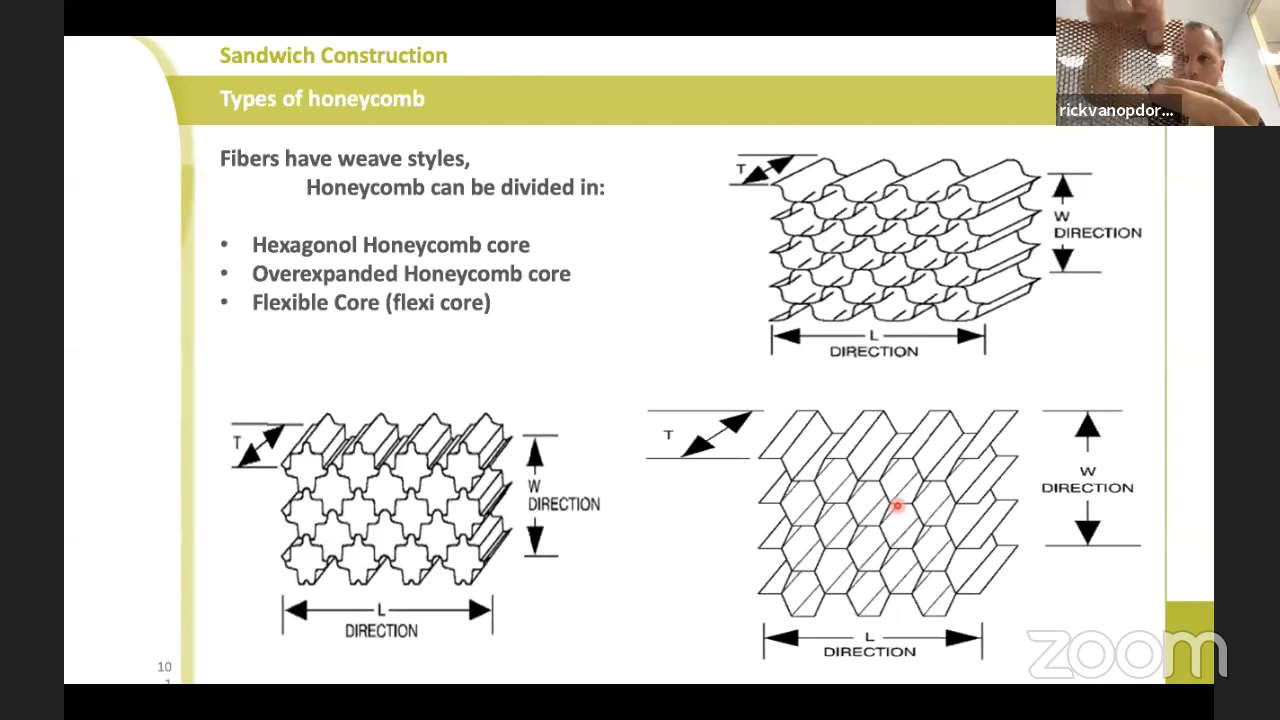 Sandwich Construction
Types of honeycomb
rickvanopdor...
Fibers have weave styles,
Honeycomb can be divided in:
• Hexagonol Honeycomb core
• Overexpanded Honeycomb core
• Flexible Core (flexi core)
T
W
DIRECTION
L
DIRECTION
T
W
DIRECTION
L
DIRECTION
T
W
DIRECTION
L
DIRECTION
10
1
zoom